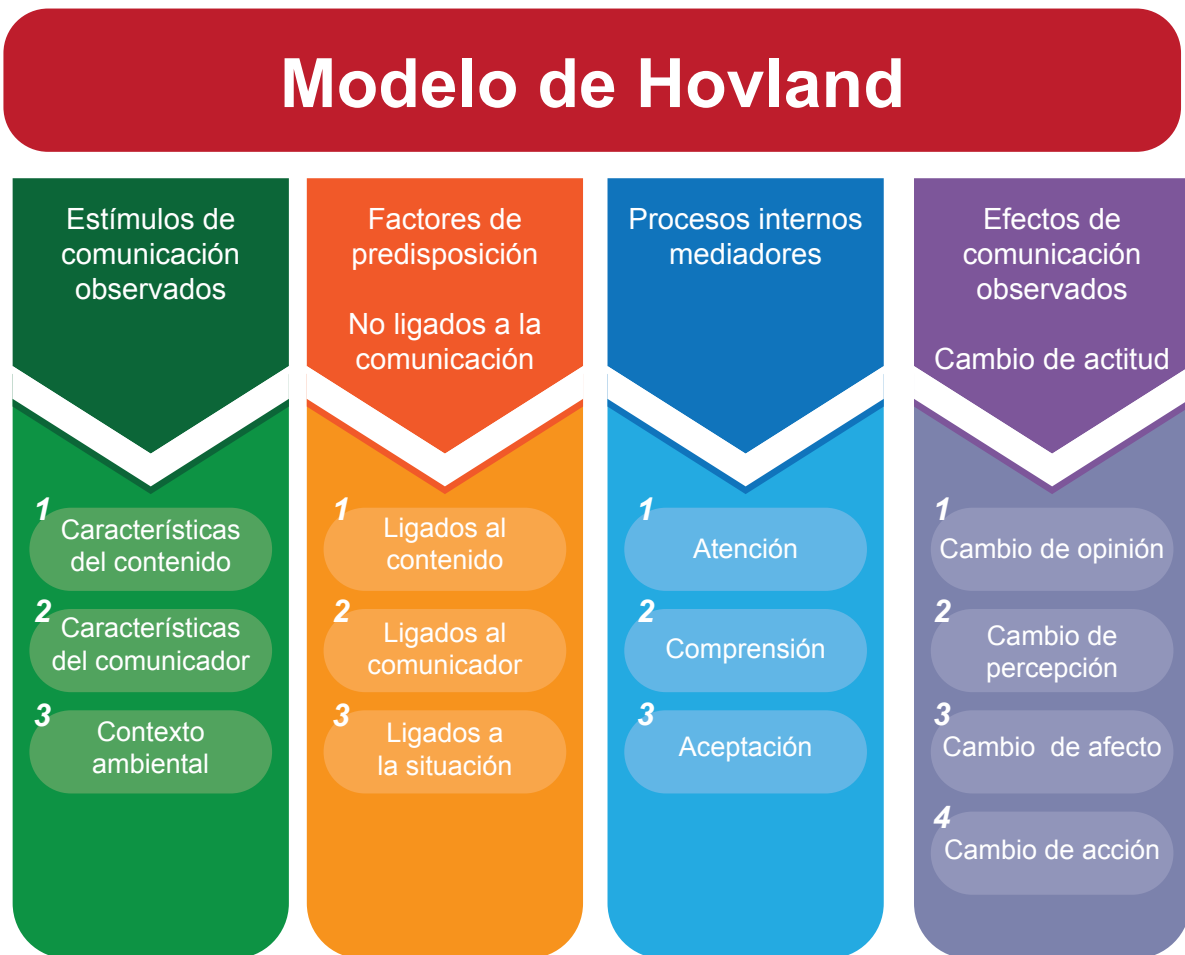 Modelo de Hovland
Estímulos de
comunicación
observados
1
Características
del contenido
2
Características
del comunicador
3
Contexto
ambiental
Factores de
predisposición
No ligados a la
comunicación
1
Ligados al
contenido
2
Ligados al
comunicador
3
Ligados a
la situación
Procesos internos
mediadores
1
Atención
2
Comprensión
3
Aceptación
Efectos de
comunicación
observados
Cambio de actitud
1
Cambio de opinión
2
Cambio de
percepción
3
Cambio de afecto
4
Cambio de acción